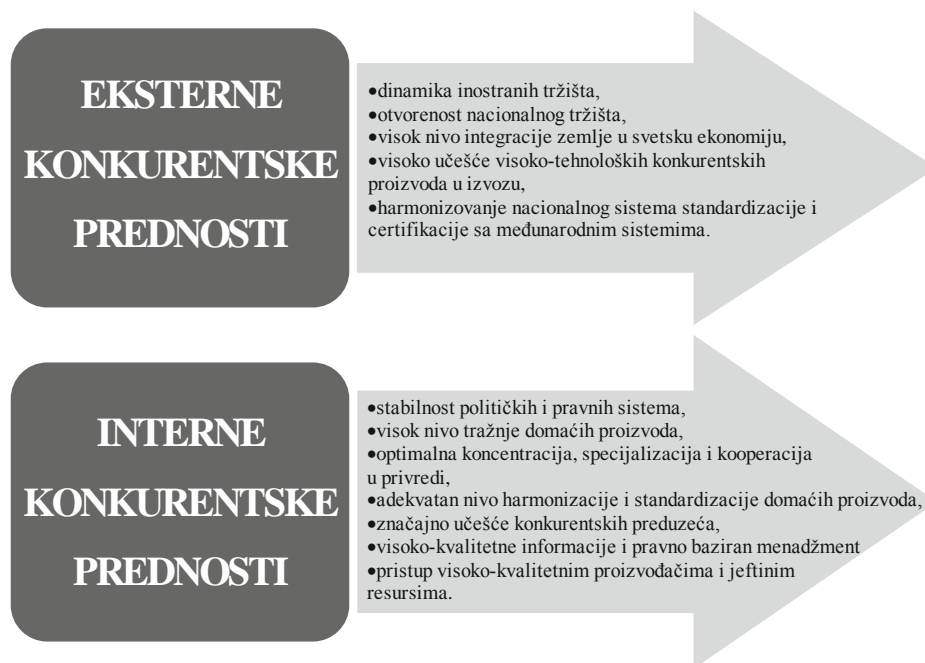 EKSTERNE
KONKURENTSKE
PREDNOSTI
•dinamika inostranih tržišta,
•otvorenost nacionalnog tržišta,
•visok nivo integracije zemlje u svetsku ekonomiju,
•visoko učešće visoko-tehnoloških konkurentskih
proizvoda u izvozu,
•harmonizovanje nacionalnog sistema standardizacije i
certifikacije sa međunarodnim sistemima.
INTERNE
KONKURENTSKE
PREDNOSTI
•stabilnost političkih i pravnih sistema,
•visok nivo tražnje domaćih proizvoda,
•optimalna koncentracija, specijalizacija i kooperacija
u privredi,
•adekvatan nivo harmonizacije i standardizacije domaćih proizvoda,
•značajno učešće konkurentskih preduzeća,
•visoko-kvalitetne informacije i pravno baziran menadžment
•pristup visoko-kvalitetnim proizvođačima i jeftinim
resursima.